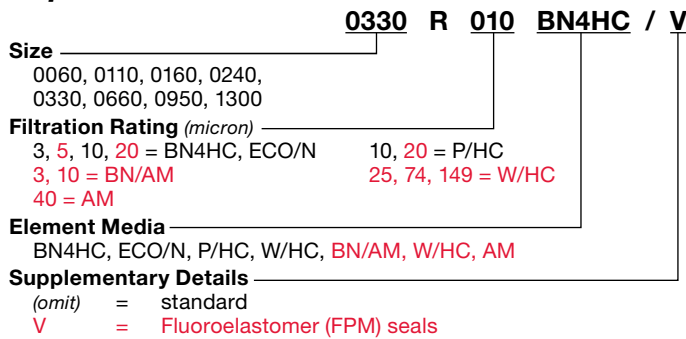 0330 R 010 BN4HC / V
Size
0060, 0110, 0160, 0240,
0330, 0660, 0950, 1300
Filtration Rating (micron)
3, 5, 10, 20 = BN4HC, ECO/N 10, 20 = P/HC
3, 10 = BN/AM 25, 74, 149 = W/HC
40 = AM
Element Media
BN4HC, ECO/N, P/HC, W/HC, BN/AM, W/HC, AM
Supplementary Details
(omit) = standard
V = Fluoroelastomer (FPM) seals